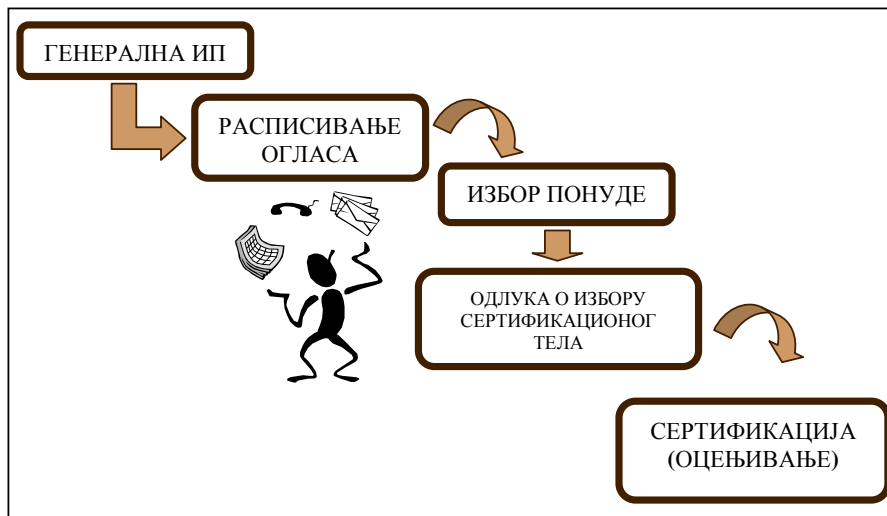 ГЕНЕРАЛНА ИП
РАСПИСИВАЊЕ
ОГЛАСА
ИЗБОР ПОНУДЕ
ОДЛУКА О ИЗБОРУ
СЕРТИФИКАЦИОНОГ
ТЕЛА
СЕРТИФИКАЦИЈА
(ОЦЕЊИВАЊЕ)